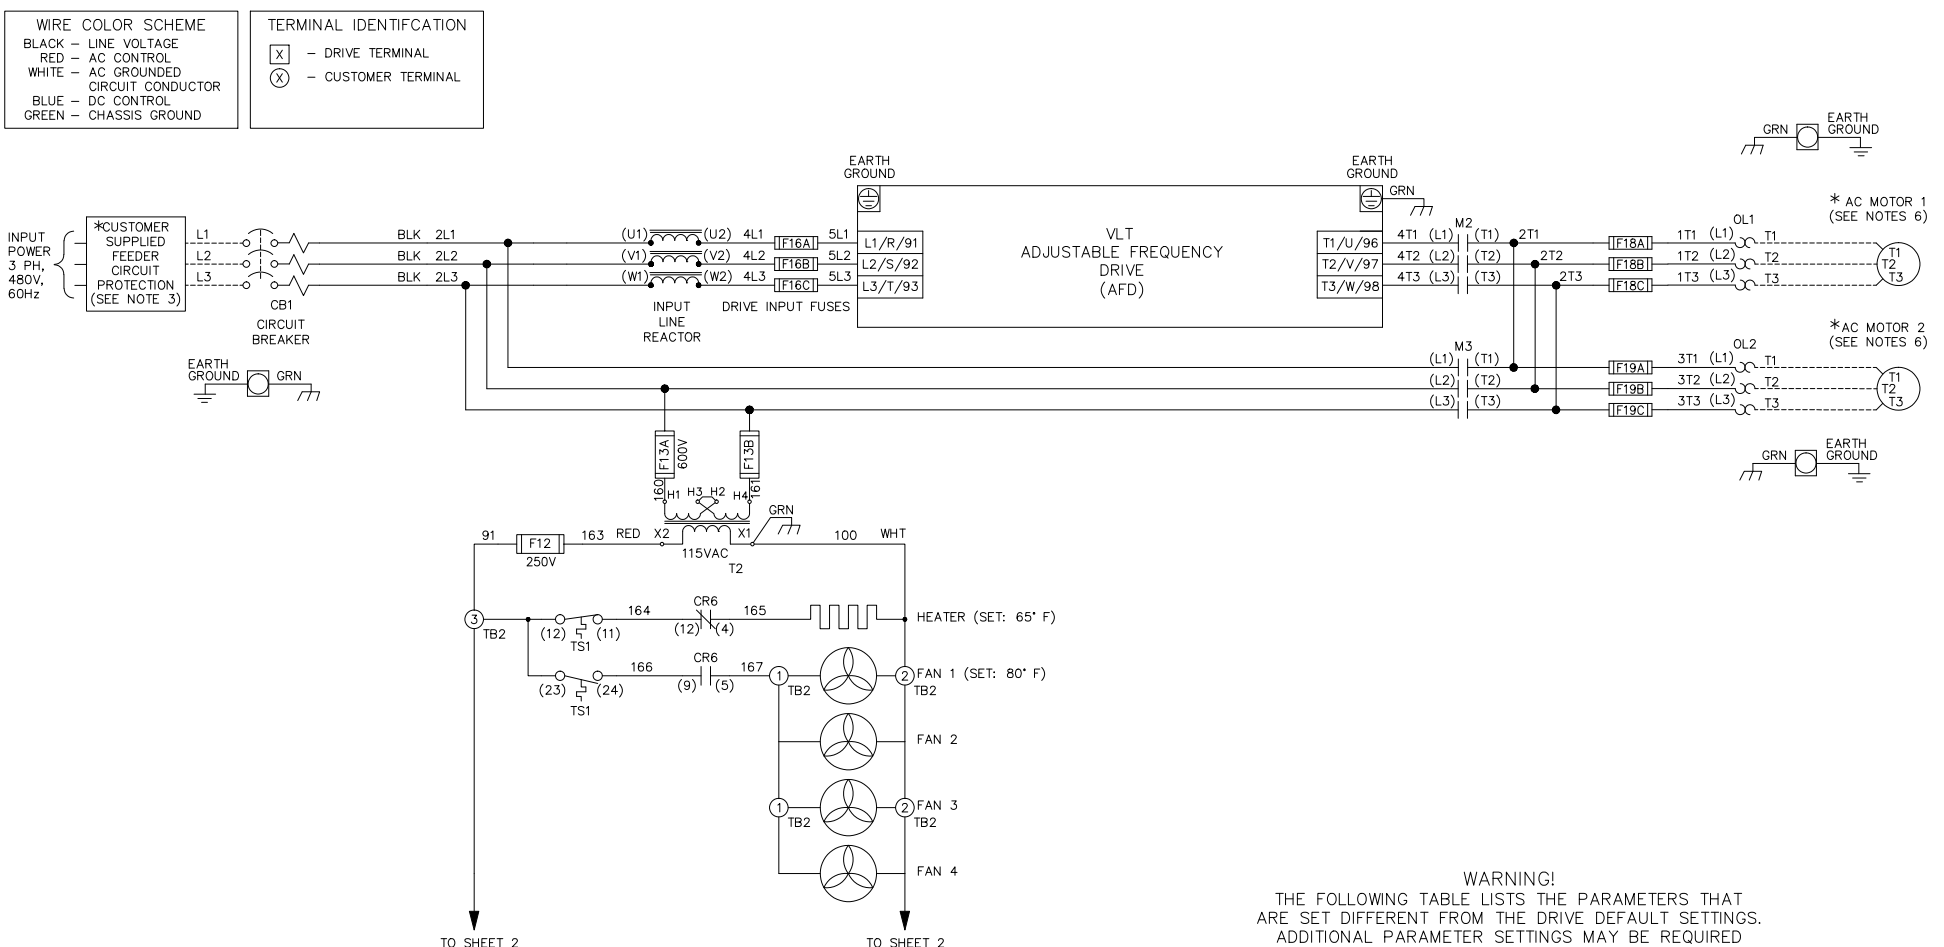 WIRE COLOR SCHEME
BLACK – LINE VOLTAGE
RED – AC CONTROL
WHITE – AC GROUNDED
CIRCUIT CONDUCTOR
BLUE – DC CONTROL
GREEN – CHASSIS GROUND
TERMINAL IDENTIFCATION
X – DRIVE TERMINAL
X – CUSTOMER TERMINAL
GRN
EARTH
GROUND
INPUT
POWER
3 PH,
480V,
60Hz
*CUSTOMER
SUPPLIED
FEEDER
CIRCUIT
PROTECTION
(SEE NOTE 3)
L1
L2
L3
CB1
CIRCUIT
BREAKER
BLK 2L1
BLK 2L2
BLK 2L3
(U1) (U2) 4L1 F16A 5L1
(V1) (V2) 4L2 F16B 5L2
(W1) (W2) 4L3 F16C 5L3
INPUT
LINE
REACTOR
DRIVE INPUT FUSES
EARTH
GROUND
L1/R/91
L2/S/92
L3/T/93
VLT
ADJUSTABLE FREQUENCY
DRIVE
(AFD)
EARTH
GROUND
GRN
T1/U/96
T2/V/97
T3/W/98
M2
4T1 (L1) (T1) 2T1 F18A 1T1 (L1) T1
4T2 (L2) (T2) 2T2 F18B 1T2 (L2) T2
4T3 (L3) (T3) 2T3 F18C 1T3 (L3) T3
OL1
* AC MOTOR 1
(SEE NOTES 6)
T1
T2
T3
EARTH
GROUND
GRN
M3
(L1) (T1) F19A 3T1 (L1) T1
(L2) (T2) F19B 3T2 (L2) T2
(L3) (T3) F19C 3T3 (L3) T3
OL2
*AC MOTOR 2
(SEE NOTES 6)
T1
T2
T3
GRN
EARTH
GROUND
F13A
600V
F13B
160
161
H1 H3 H2 H4
GRN
91 F12 163 RED X2 X1 100 WHT
250V
115VAC
T2
3
TB2
(12) (11)
TS1
164
CR6
(12) (4)
165
HEATER (SET: 65° F)
(23) (24)
TS1
166
CR6
(9) (5)
167
1
TB2
2
TB2
FAN 1 (SET: 80° F)
FAN 2
1
TB2
2
TB2
FAN 3
FAN 4
TO SHEET 2
TO SHEET 2
WARNING!
THE FOLLOWING TABLE LISTS THE PARAMETERS THAT
ARE SET DIFFERENT FROM THE DRIVE DEFAULT SETTINGS.
ADDITIONAL PARAMETER SETTINGS MAY BE REQUIRED